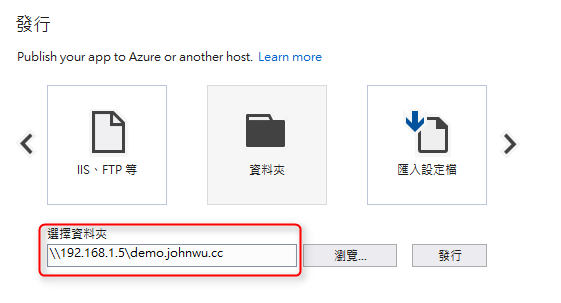 發行
Publish your app to Azure or another host. Learn more
IIS、FTP 等
資料夾
匯入設定檔
選擇資料夾
\\192.168.1.5\demo.johnwu.cc
瀏覽...
發行